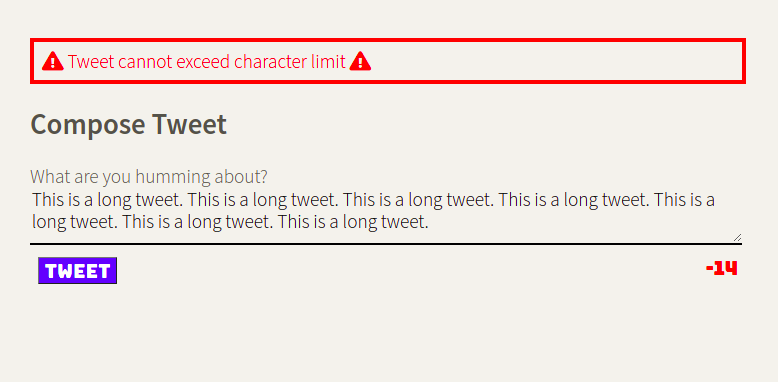 Tweet cannot exceed character limit
Compose Tweet
What are you humming about?
This is a long tweet. This is a long tweet. This is a long tweet. This is a long tweet. This is a
long tweet. This is a long tweet. This is a long tweet.
TWEET
-14